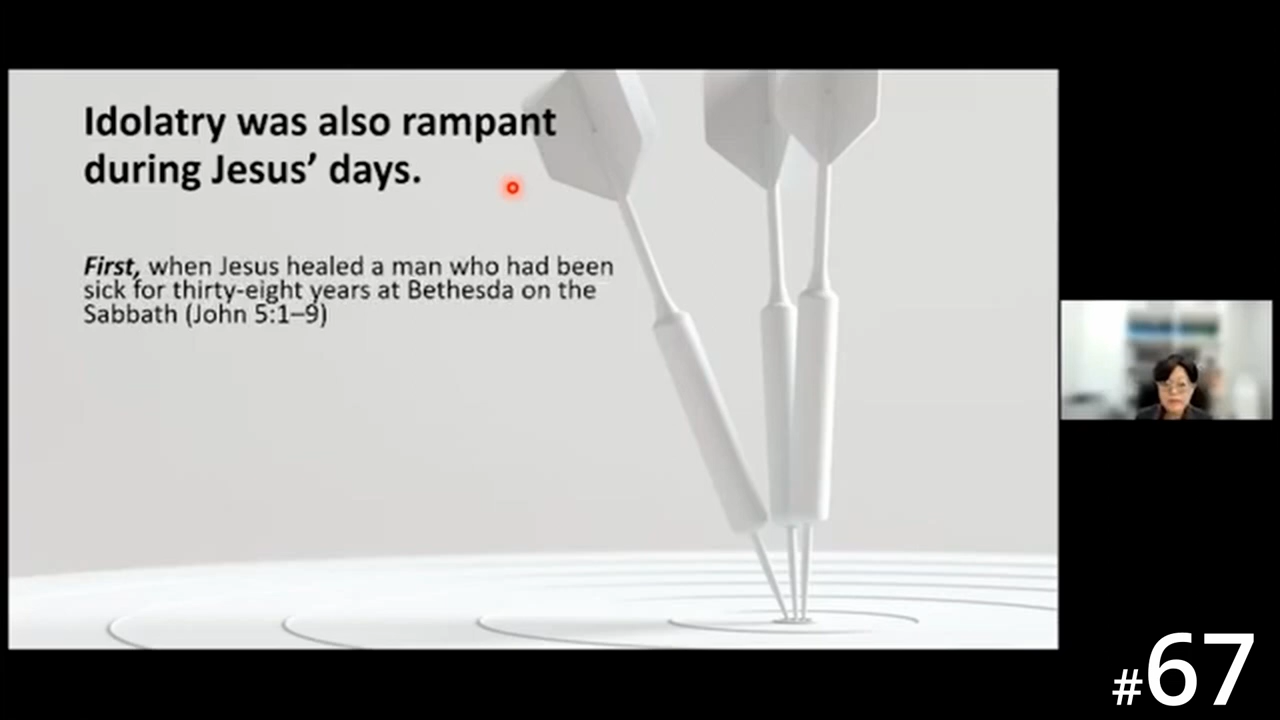 Idolatry was also rampant
during Jesus’ days.
First, when Jesus healed a man who had been
sick for thirty-eight years at Bethesda on the
Sabbath (John 5:1–9)
#67